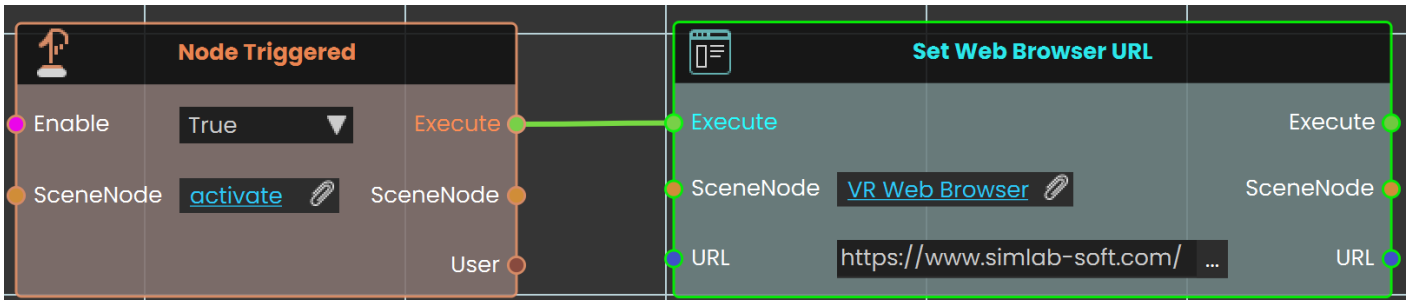 Node Triggered
Enable True Execute
SceneNode activate SceneNode
User
Set Web Browser URL
Execute Execute
SceneNode VR Web Browser SceneNode
URL https://www.simlab-soft.com/ ... URL